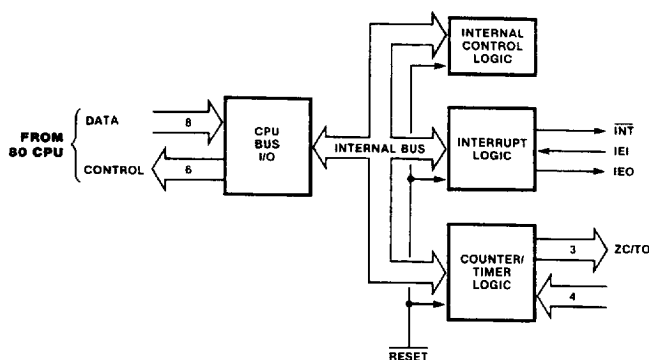 INTERNAL
CONTROL
LOGIC
DATA
8
FROM
80 CPU
CONTROL
6
CPU
BUS
I/O
INTERNAL BUS
INTERRUPT
LOGIC
INT
IEI
IEO
COUNTER/
TIMER
LOGIC
3
ZC/TO
4
RESET